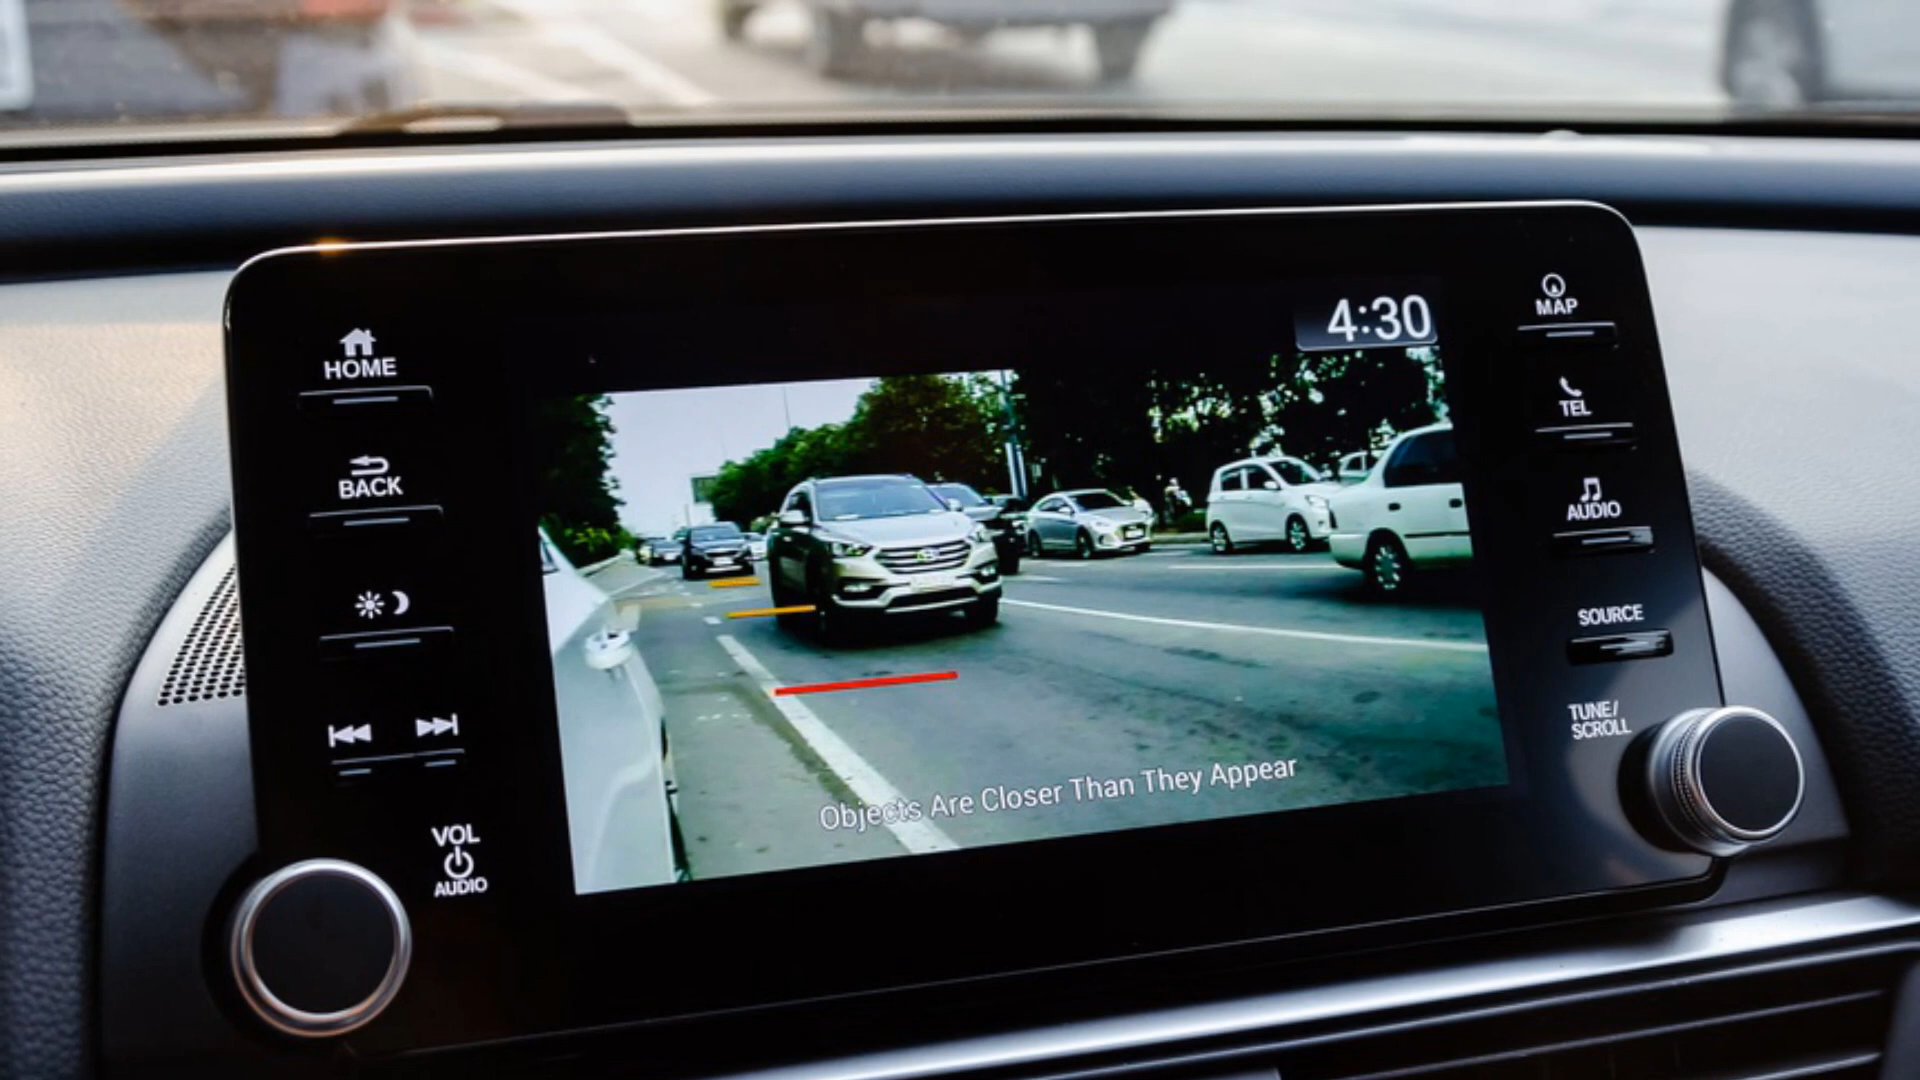 HOME
BACK
VOL
AUDIO
4:30
Objects Are Closer Than They Appear
MAP
TEL
AUDIO
SOURCE
TUNE/
SCROLL